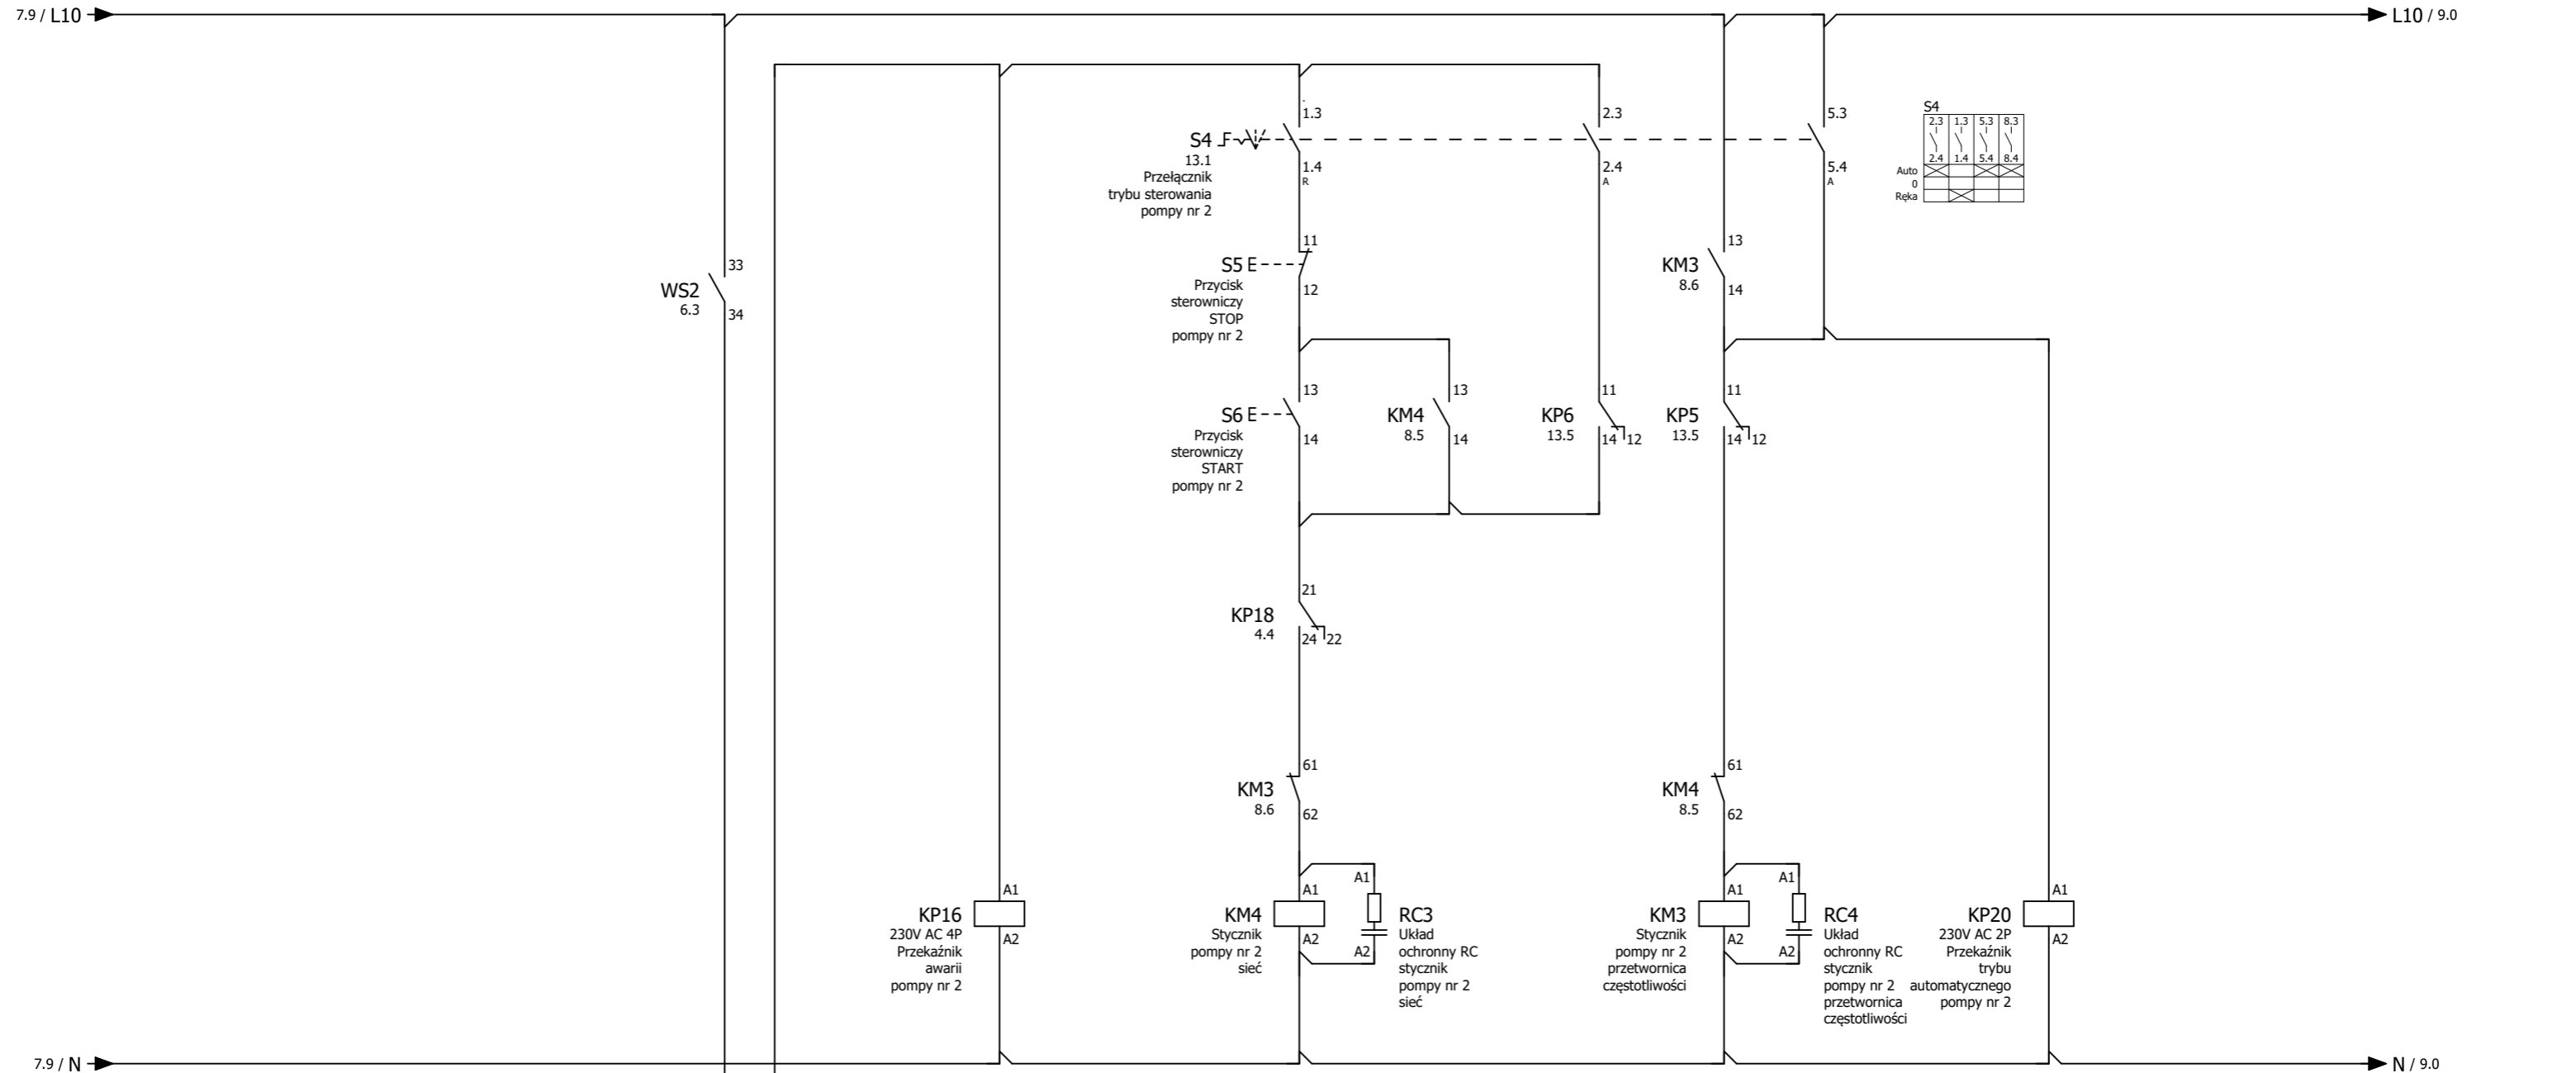 7.9 / L10
L10 / 9.0
S4
2.3 1.3 5.3 8.3
2.4 1.4 5.4 8.4
Auto
0
Ręka
1.3
2.3
5.3
S4
13.1
Przełącznik
trybu sterowania
pompy nr 2
1.4
R
2.4
A
5.4
A
WS2
6.3
33
34
S5 E
Przycisk
sterowniczy
STOP
pompy nr 2
11
12
KM3
8.6
13
14
S6 E
Przycisk
sterowniczy
START
pompy nr 2
13
14
KM4
8.5
13
14
KP6
13.5
11
14 12
KP5
13.5
11
14 12
KP18
4.4
21
24 22
KM3
8.6
61
62
KM4
8.5
61
62
KP16
230V AC 4P
Przekaźnik
awarii
pompy nr 2
A1
A2
KM4
Stycznik
pompy nr 2
sieć
A1
A2
A1
A2
RC3
Układ
ochronny RC
stycznik
pompy nr 2
sieć
KM3
Stycznik
pompy nr 2
przetwornica
częstotliwości
A1
A2
A1
A2
RC4
Układ
ochronny RC
stycznik
pompy nr 2
przetwornica
częstotliwości
KP20
230V AC 2P
Przekaźnik
trybu
automatycznego
pompy nr 2
A1
A2
7.9 / N
N / 9.0